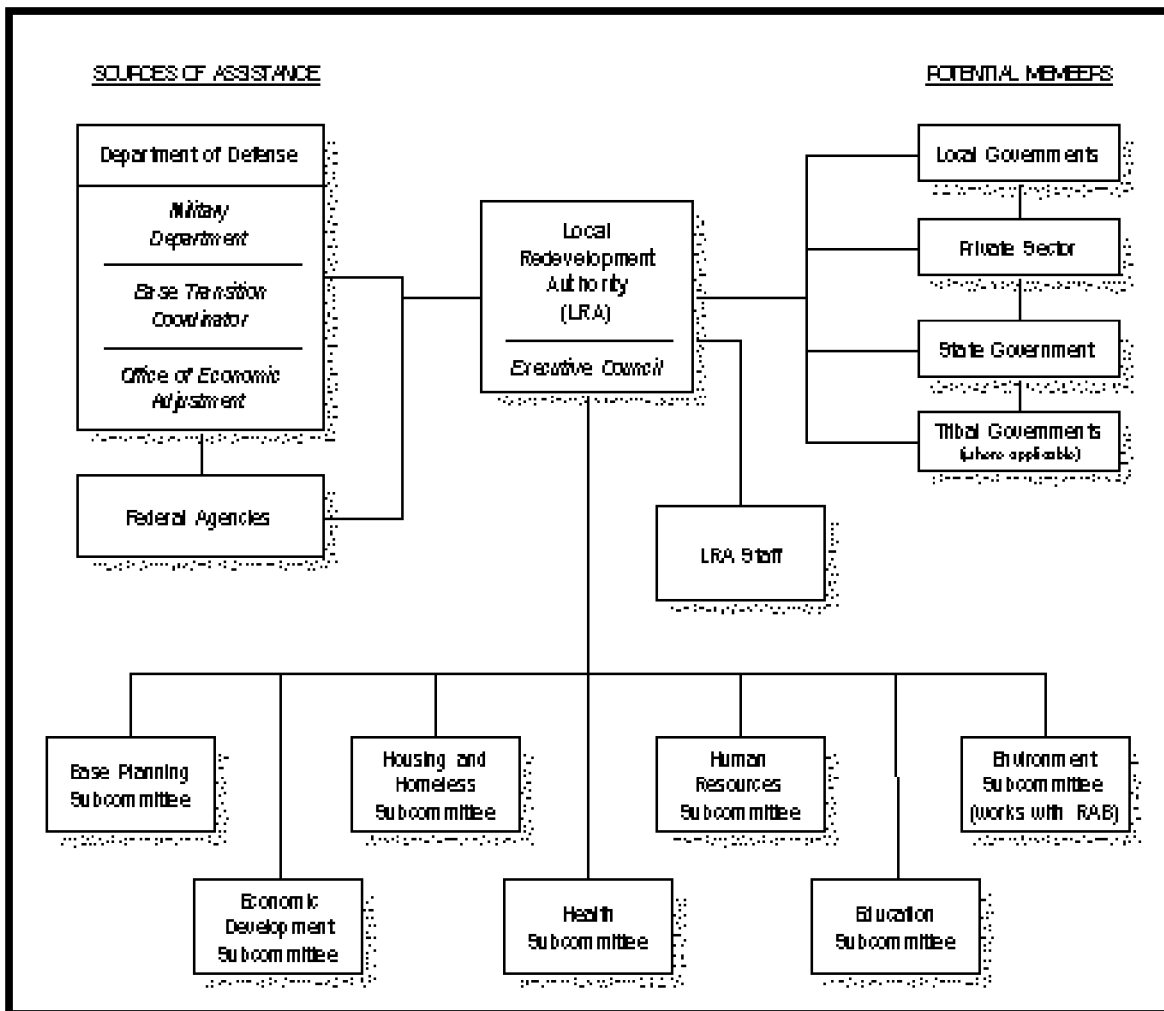 SOURCES OF ASSISTANCE
POTENTIAL MEMBERS
Department of Defense
Military
Department
Base Transition
Coordinator
Office of Economic
Adjustment
Federal Agencies
Local
Redevelopment
Authority
(LRA)
Executive Council
Local Governments
Private Sector
State Government
Tribal Governments
(where applicable)
LRA Staff
Base Planning
Subcommittee
Housing and
Homeless
Subcommittee
Human
Resources
Subcommittee
Environment
Subcommittee
(works with RAB)
Economic
Development
Subcommittee
Health
Subcommittee
Education
Subcommittee